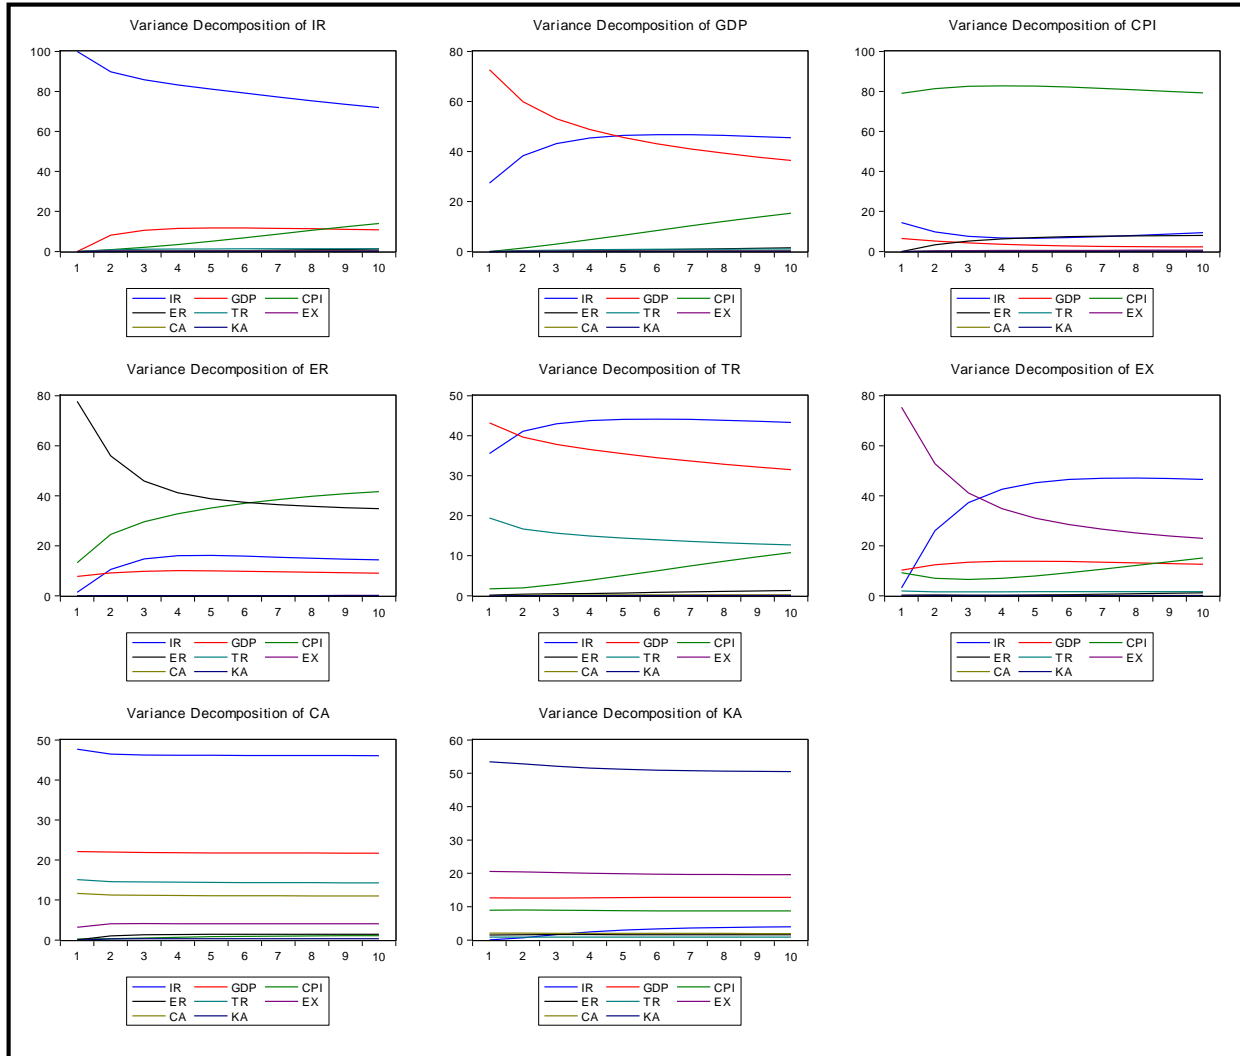 Variance Decomposition of IR
100
80
60
40
20
0
1 2 3 4 5 6 7 8 9 10
IR GDP CPI
ER TR EX
CA KA
Variance Decomposition of GDP
80
60
40
20
0
1 2 3 4 5 6 7 8 9 10
IR GDP CPI
ER TR EX
CA KA
Variance Decomposition of CPI
100
80
60
40
20
0
1 2 3 4 5 6 7 8 9 10
IR GDP CPI
ER TR EX
CA KA
Variance Decomposition of ER
80
60
40
20
0
1 2 3 4 5 6 7 8 9 10
IR GDP CPI
ER TR EX
CA KA
Variance Decomposition of TR
50
40
30
20
10
0
1 2 3 4 5 6 7 8 9 10
IR GDP CPI
ER TR EX
CA KA
Variance Decomposition of EX
80
60
40
20
0
1 2 3 4 5 6 7 8 9 10
IR GDP CPI
ER TR EX
CA KA
Variance Decomposition of CA
50
40
30
20
10
0
1 2 3 4 5 6 7 8 9 10
IR GDP CPI
ER TR EX
CA KA
Variance Decomposition of KA
60
50
40
30
20
10
0
1 2 3 4 5 6 7 8 9 10
IR GDP CPI
ER TR EX
CA KA